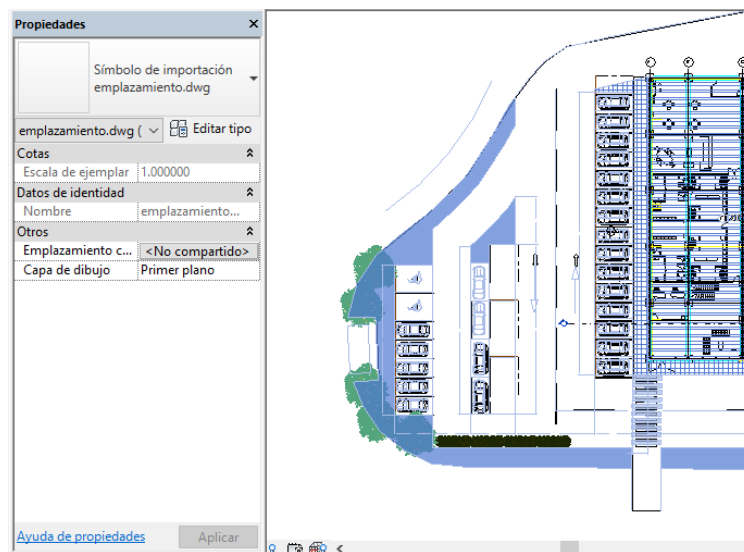 Propiedades
Símbolo de importación
emplazamiento.dwg
emplazamiento.dwg (
Editar tipo
Cotas
Escala de ejemplar 1.000000
Datos de identidad
Nombre emplazamiento...
Otros
Emplazamiento c... <No compartido>
Capa de dibujo Primer plano
Ayuda de propiedades
Aplicar